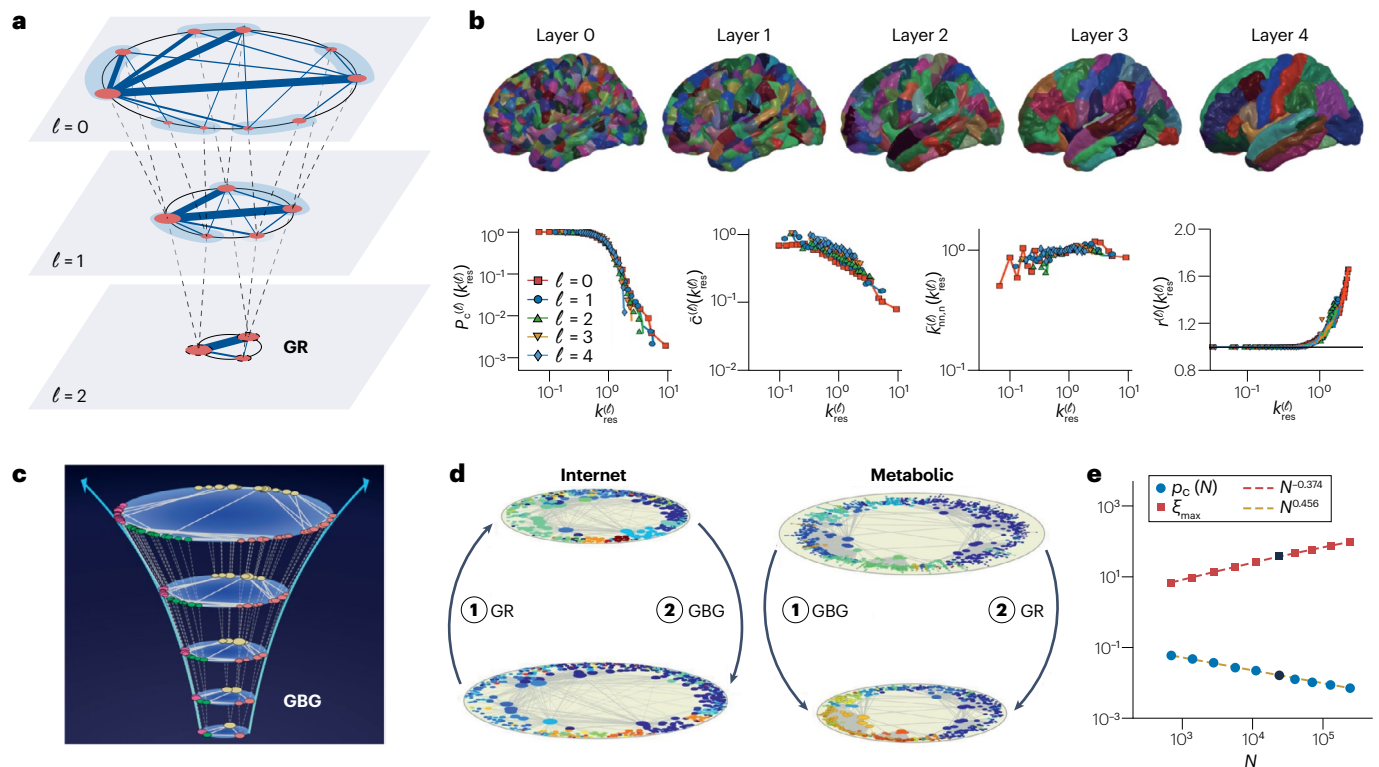 a
ℓ = 0
ℓ = 1
GR
ℓ = 2
b
Layer 0
Layer 1
Layer 2
Layer 3
Layer 4
10⁰
10⁻¹
10⁻²
10⁻³
P_c^(ℓ)(k_res^(ℓ))
ℓ = 0
ℓ = 1
ℓ = 2
ℓ = 3
ℓ = 4
10⁻¹ 10⁰ 10¹
k_res^(ℓ)
10⁰
10⁻¹
10⁻²
c̄^(ℓ)(k_res^(ℓ))
10⁻¹ 10⁰ 10¹
k_res^(ℓ)
10⁰
10⁻¹
k̄_nn,n^(ℓ)(k_res^(ℓ))
10⁻¹ 10⁰ 10¹
k_res^(ℓ)
2.0
1.6
1.2
0.8
r^(ℓ)(k_res^(ℓ))
10⁻¹ 10⁰
k_res^(ℓ)
c
GBG
d
Internet
1 GR
2 GBG
Metabolic
1 GBG
2 GR
e
p_c (N) N^−0.374
ξ_max N^0.456
10³
10¹
10⁻¹
10⁻³
10³ 10⁴ 10⁵
N